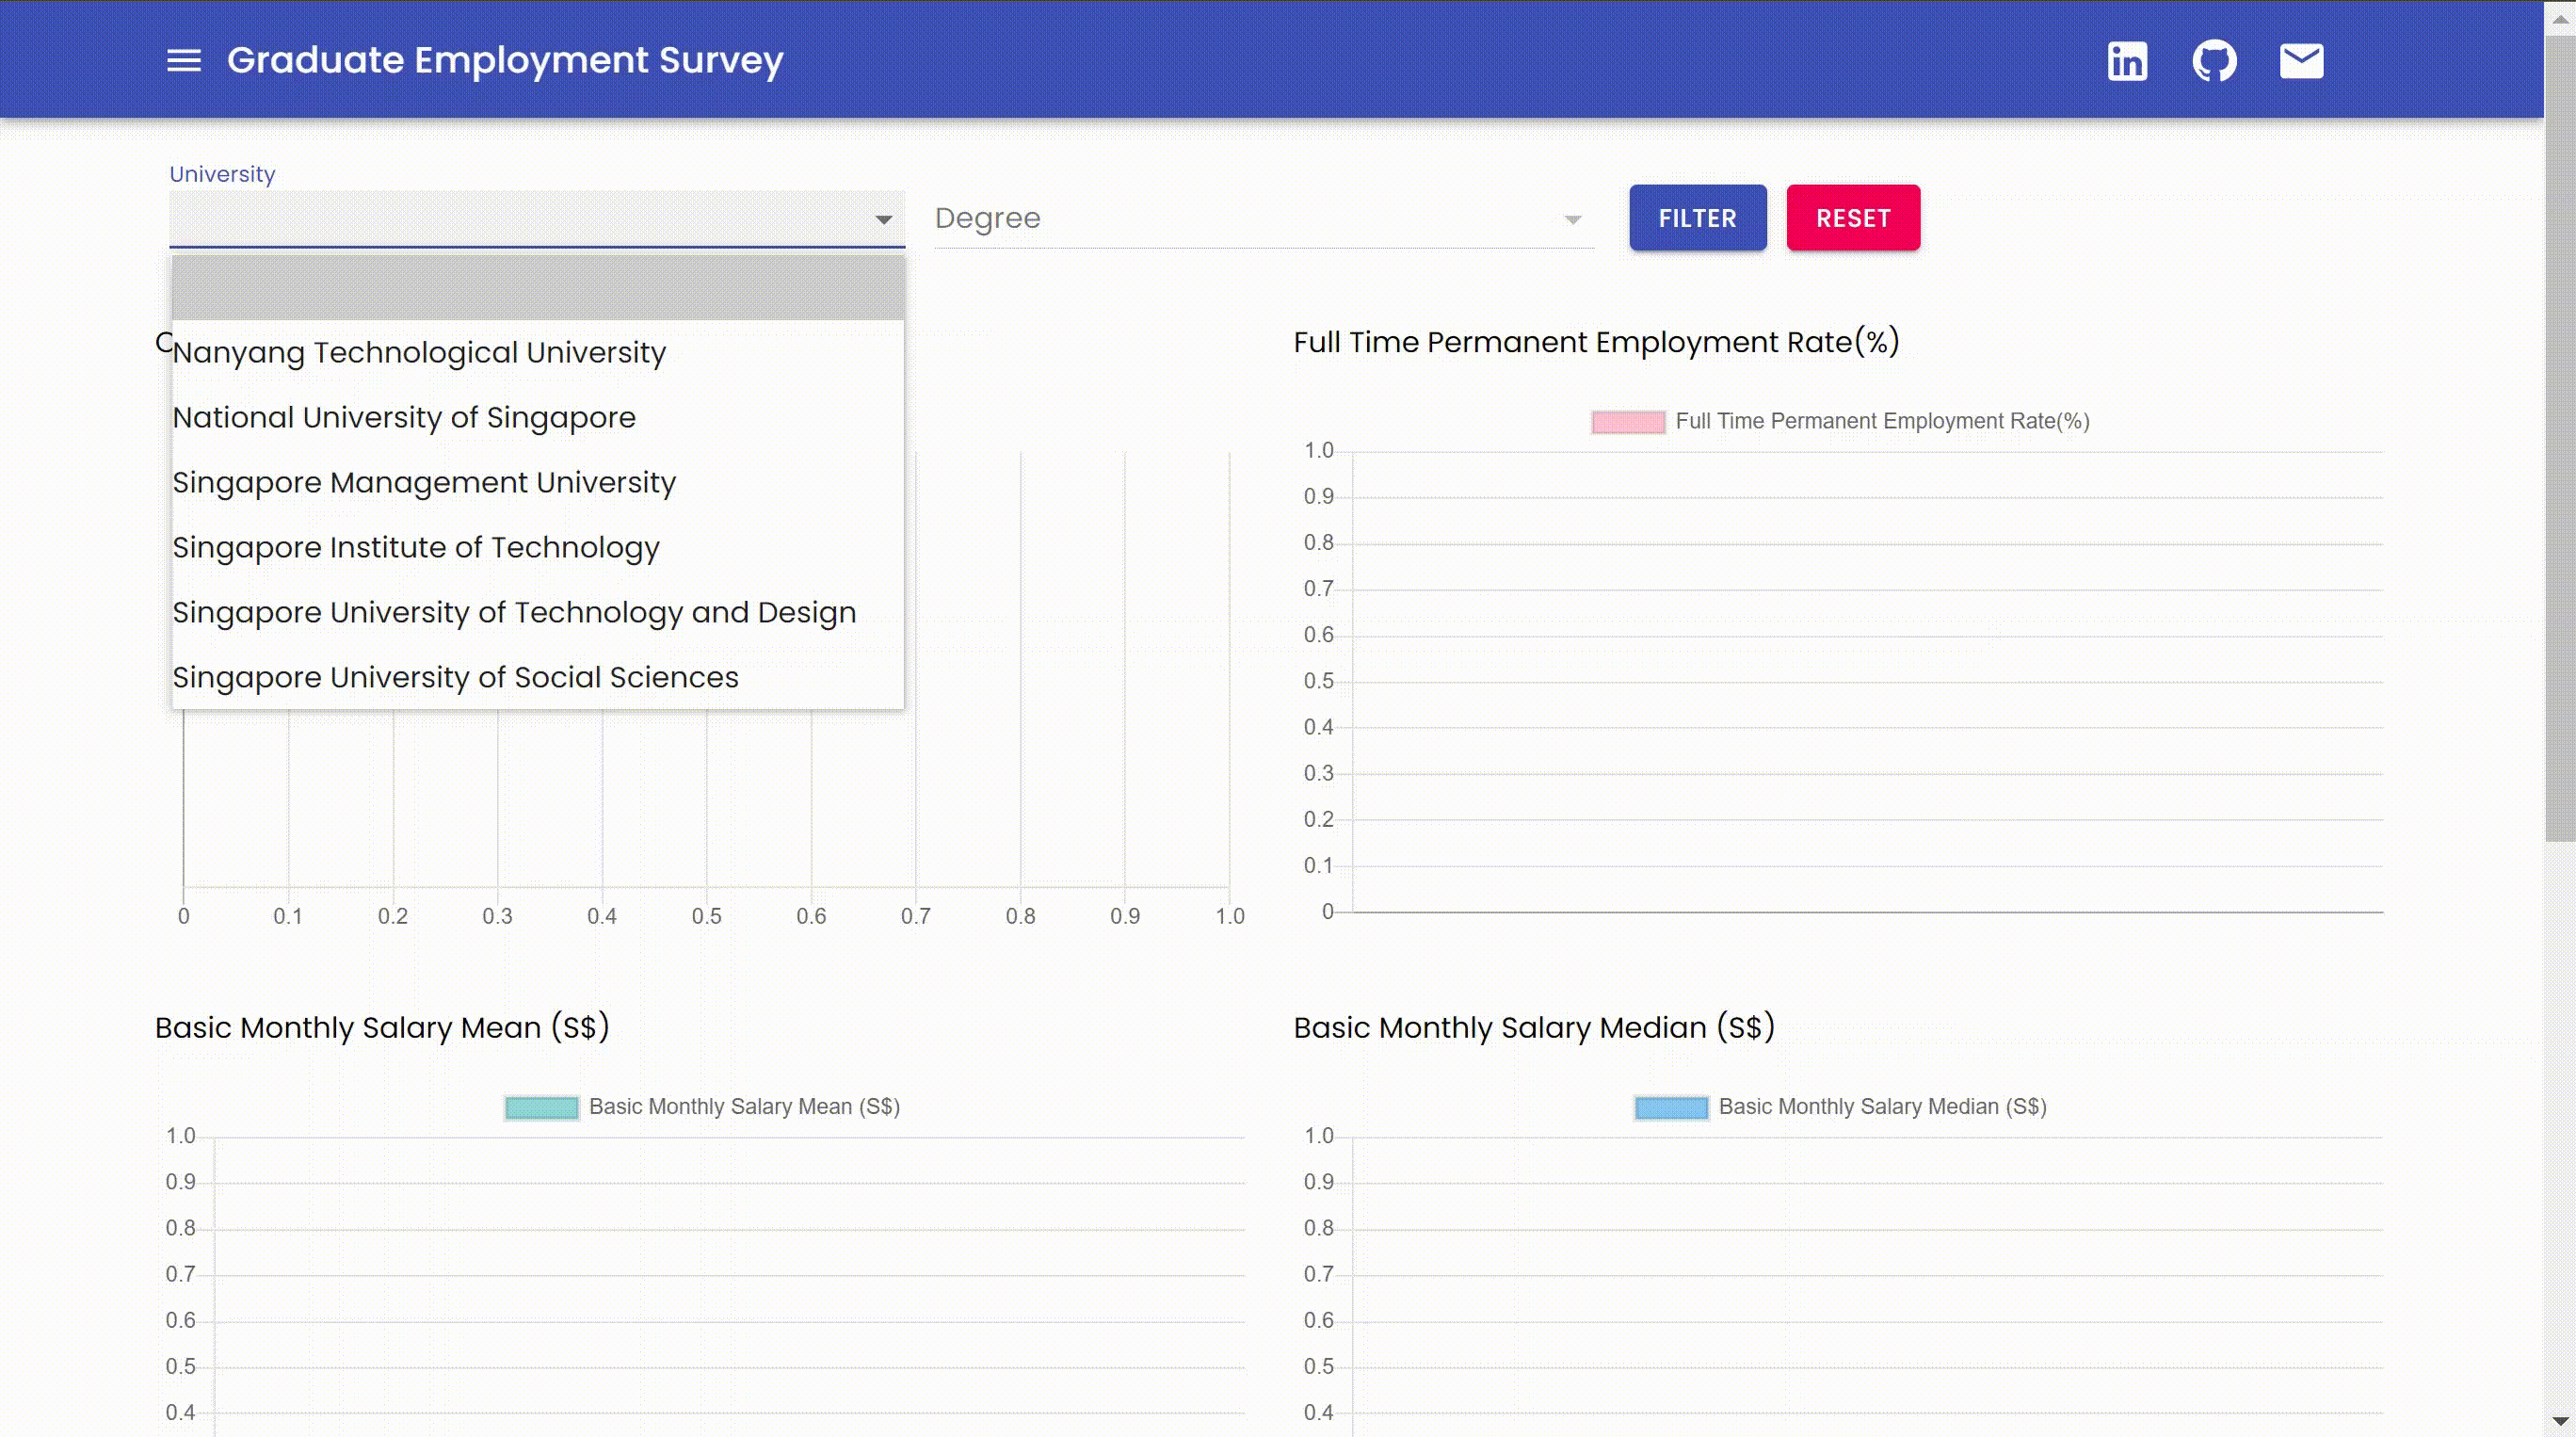 Graduate Employment Survey
University
Degree
FILTER
RESET
Nanyang Technological University
National University of Singapore
Singapore Management University
Singapore Institute of Technology
Singapore University of Technology and Design
Singapore University of Social Sciences
0 0.1 0.2 0.3 0.4 0.5 0.6 0.7 0.8 0.9 1.0
Full Time Permanent Employment Rate(%)
Full Time Permanent Employment Rate(%)
1.0
0.9
0.8
0.7
0.6
0.5
0.4
0.3
0.2
0.1
0
Basic Monthly Salary Mean (S$)
Basic Monthly Salary Mean (S$)
1.0
0.9
0.8
0.7
0.6
0.5
0.4
Basic Monthly Salary Median (S$)
Basic Monthly Salary Median (S$)
1.0
0.9
0.8
0.7
0.6
0.5
0.4